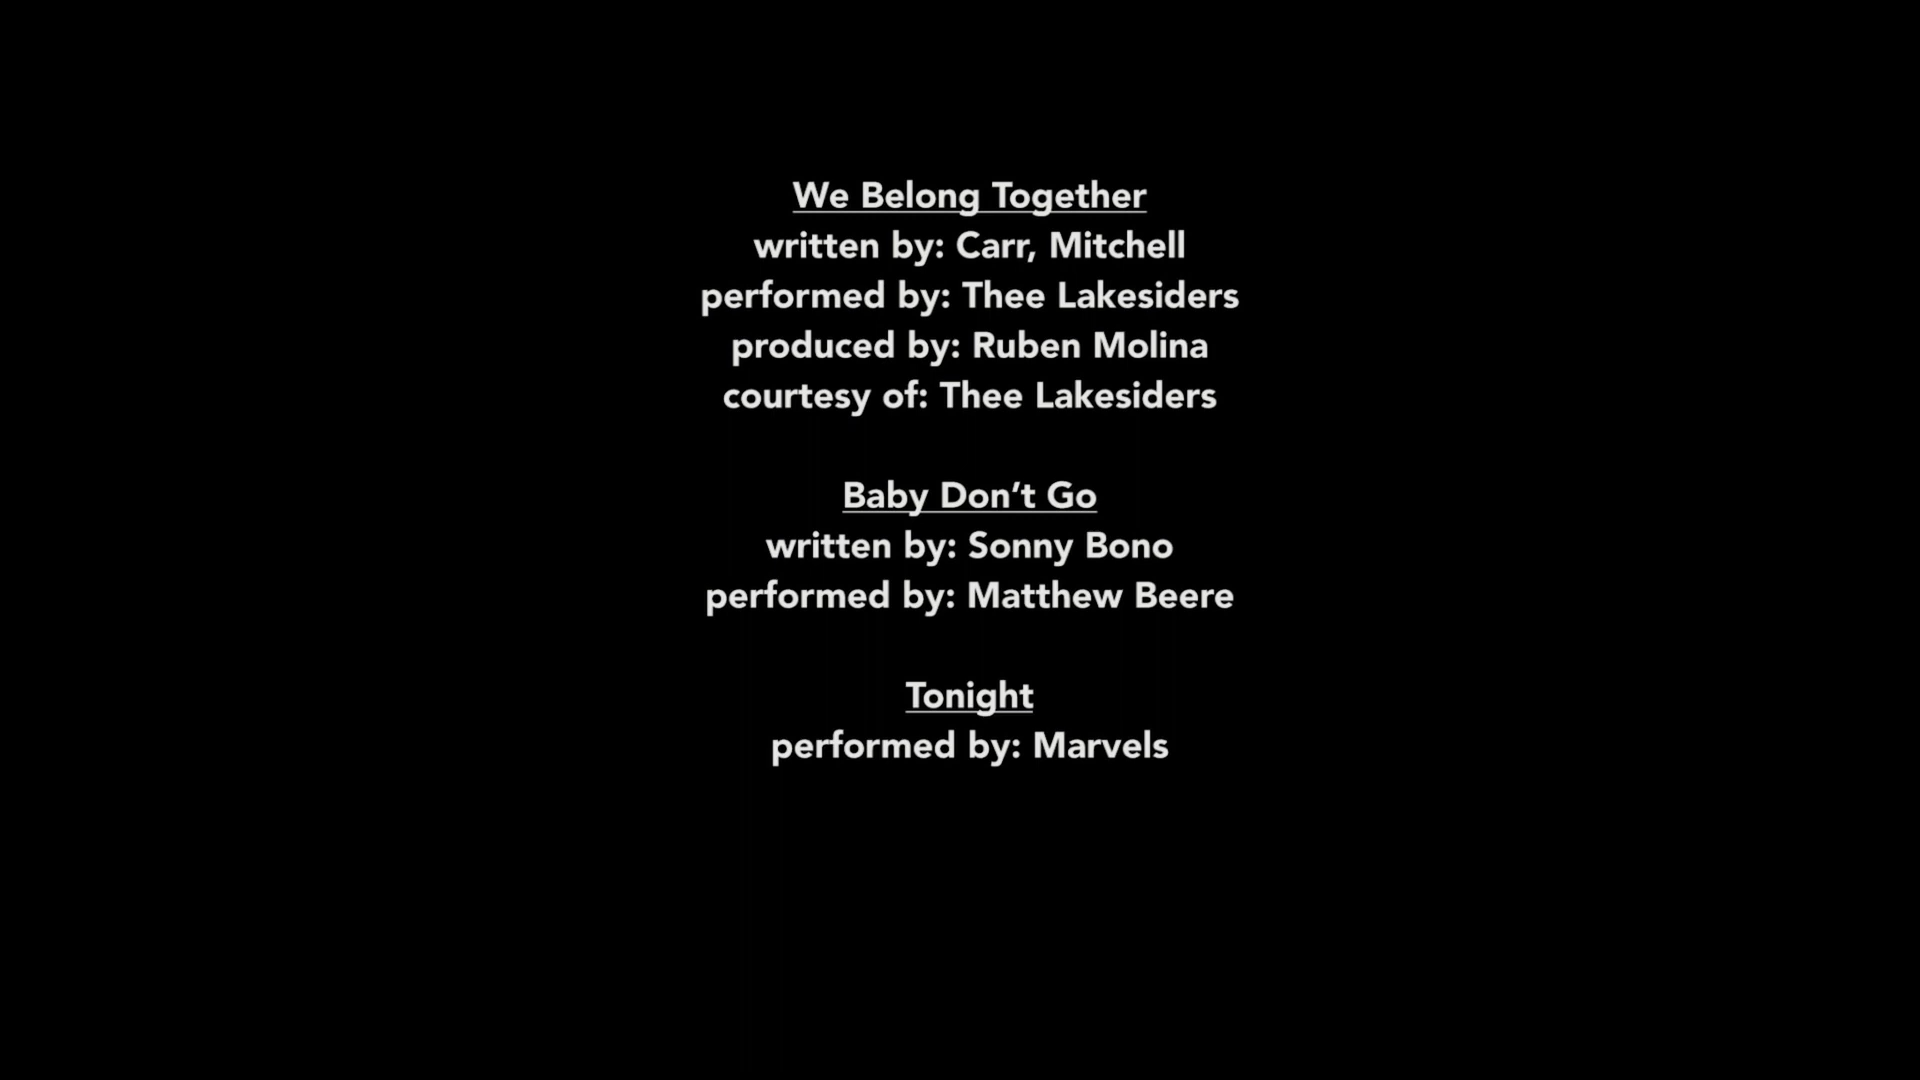 We Belong Together
written by: Carr, Mitchell
performed by: Thee Lakesiders
produced by: Ruben Molina
courtesy of: Thee Lakesiders
Baby Don’t Go
written by: Sonny Bono
performed by: Matthew Beere
Tonight
performed by: Marvels